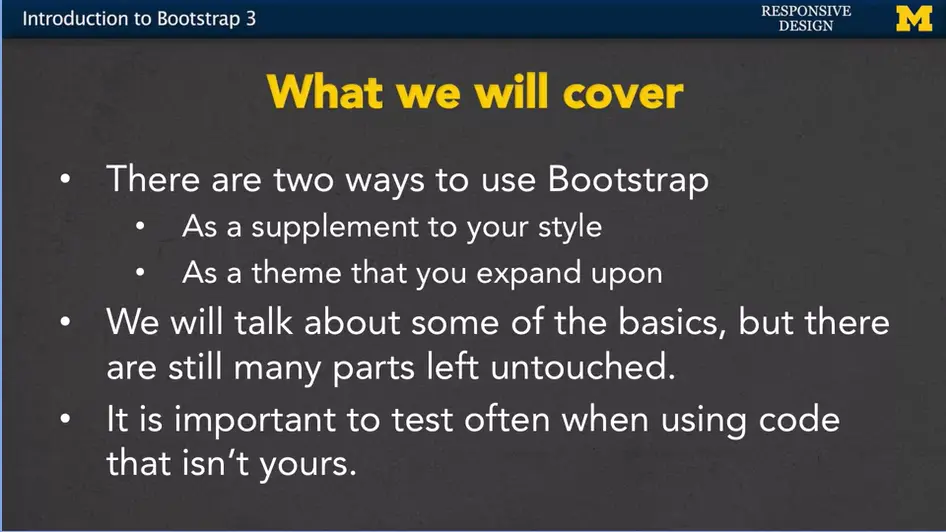 Introduction to Bootstrap 3
RESPONSIVE
DESIGN
M
What we will cover
• There are two ways to use Bootstrap
• As a supplement to your style
• As a theme that you expand upon
• We will talk about some of the basics, but there
are still many parts left untouched.
• It is important to test often when using code
that isn’t yours.